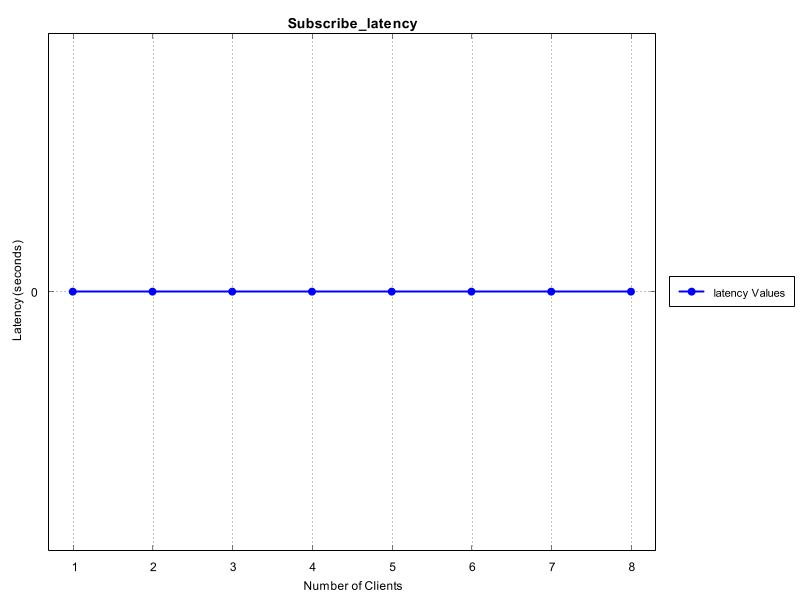 Subscribe_latency
Latency (seconds)
0
latency Values
1 2 3 4 5 6 7 8
Number of Clients